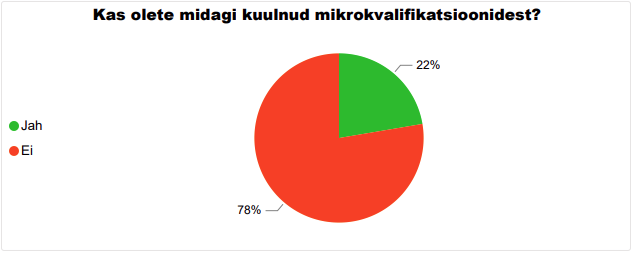 Kas olete midagi kuulnud mikrokvalifikatsioonidest?
22%
Jah
Ei
78%